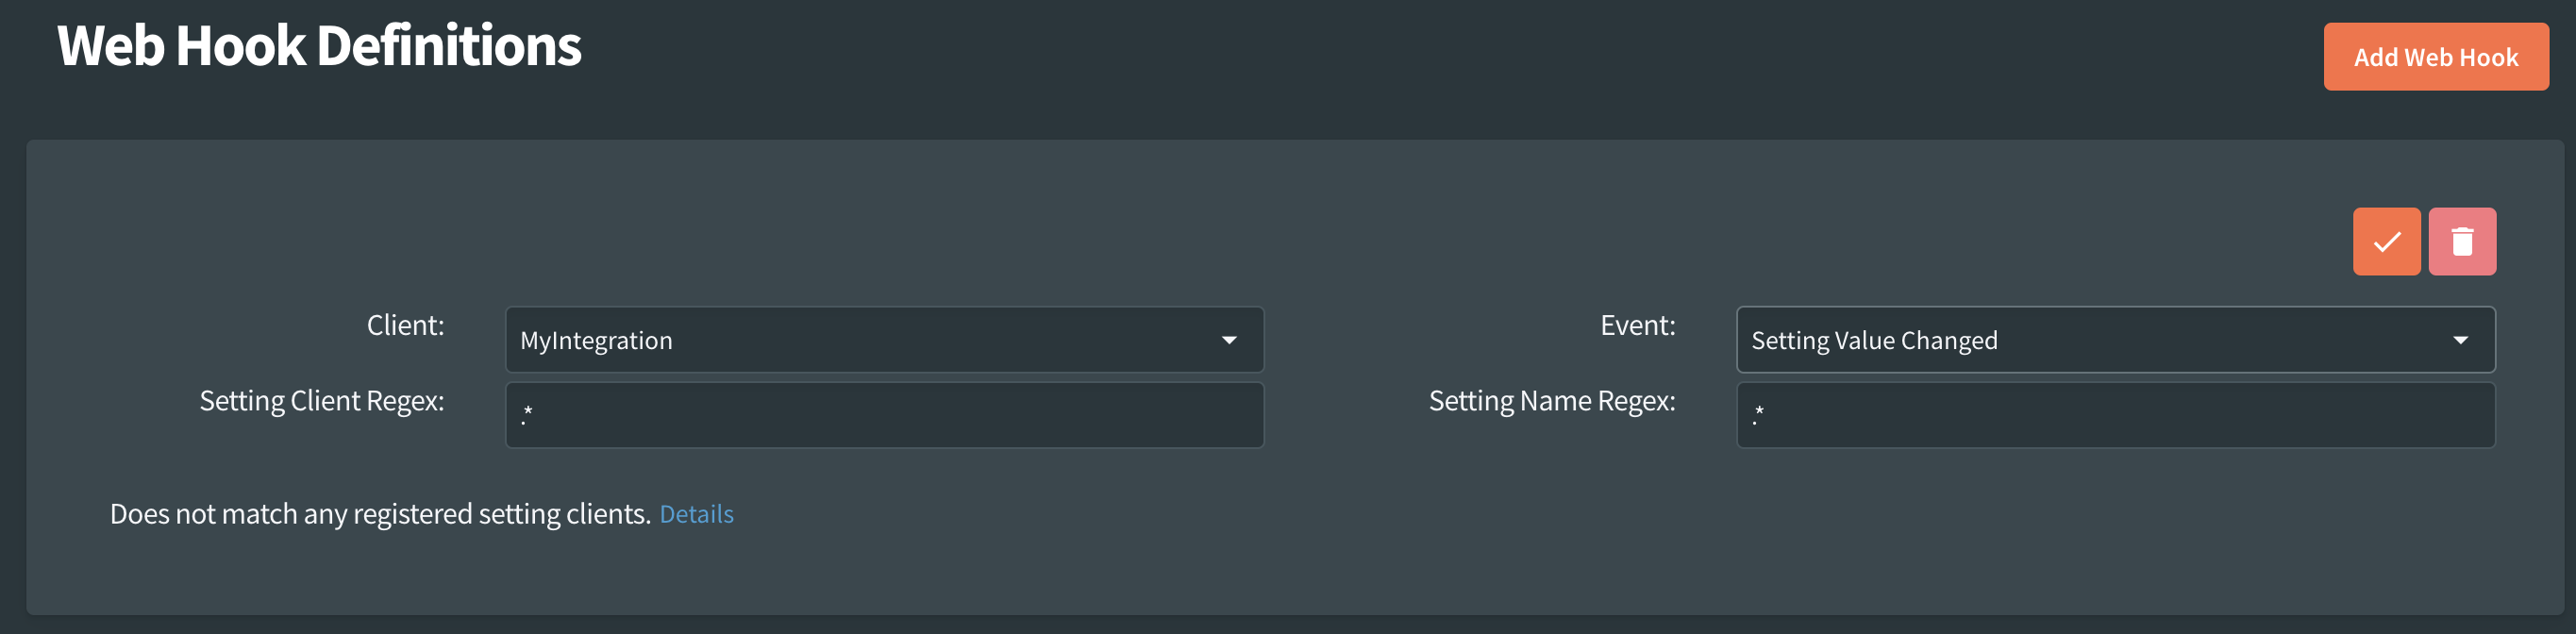 Web Hook Definitions
Add Web Hook
Client:
MyIntegration
Event:
Setting Value Changed
Setting Client Regex:
.*
Setting Name Regex:
.*
Does not match any registered setting clients. Details